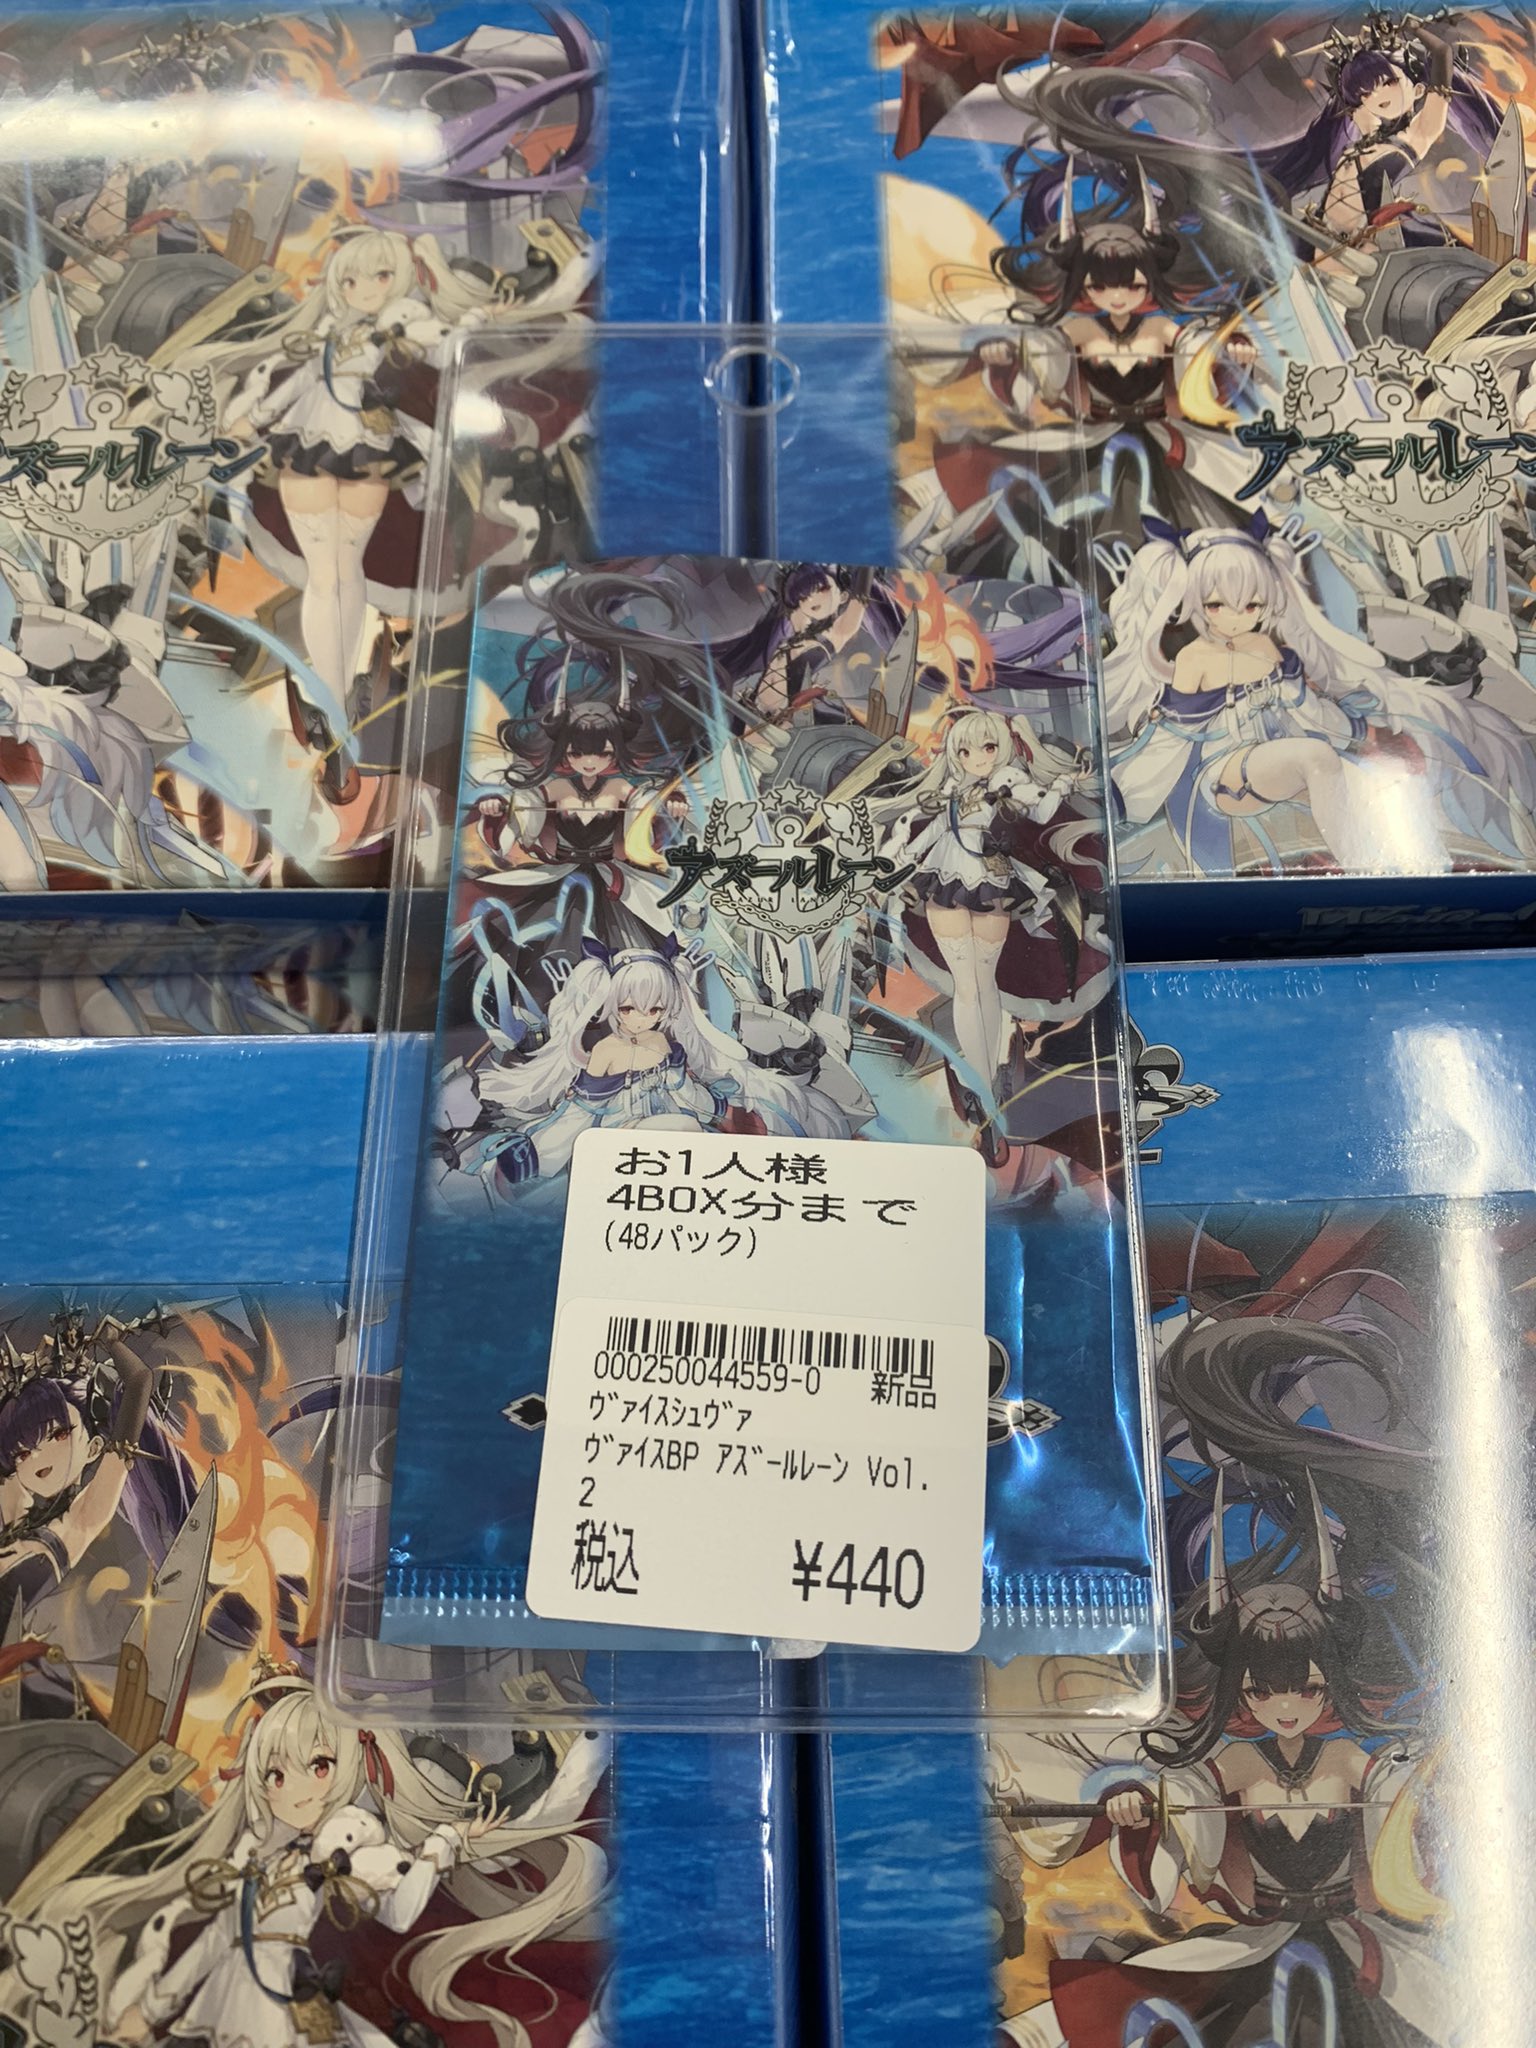 アズールレーン
アズールレーン
アズールレーン
AZUR LANE
お1人様
4BOX分まで
(48パック)
000250044559-0 新品
ヴァイスシュヴァ
ヴァイスBP アズールレーン Vol.
2
税込 ¥440